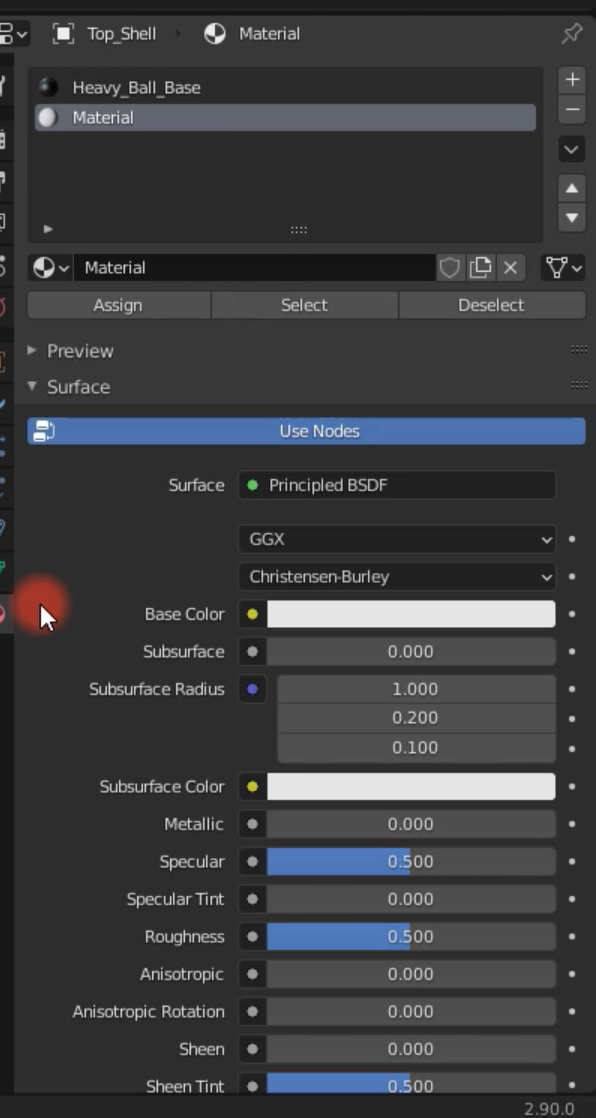 Top_Shell Material
Heavy_Ball_Base
Material
Material
Assign Select Deselect
Preview
Surface
Use Nodes
Surface Principled BSDF
GGX
Christensen-Burley
Base Color
Subsurface 0.000
Subsurface Radius 1.000
0.200
0.100
Subsurface Color
Metallic 0.000
Specular 0.500
Specular Tint 0.000
Roughness 0.500
Anisotropic 0.000
Anisotropic Rotation 0.000
Sheen 0.000
Sheen Tint 0.500
2.90.0